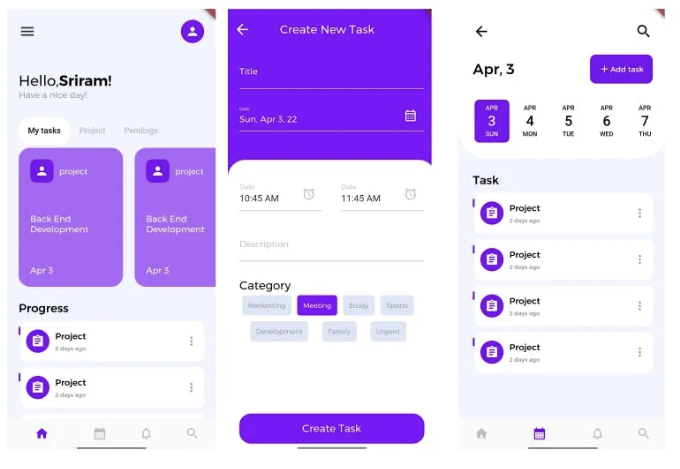 Hello,Sriram!
Have a nice day!
My tasks Project Pendings
project
Back End
Development
Apr 3
project
Back End
Development
Apr 3
Progress
Project
2 days ago
Project
2 days ago
Create New Task
Title
Date
Sun, Apr 3, 22
Date
10:45 AM
Date
11:45 AM
Description
Category
Marketing Meeting Study Sports
Development Family Urgent
Create Task
Apr, 3
+ Add task
APR APR APR APR APR
3 4 5 6 7
SUN MON TUE WED THU
Task
Project
2 days ago
Project
2 days ago
Project
2 days ago
Project
2 days ago